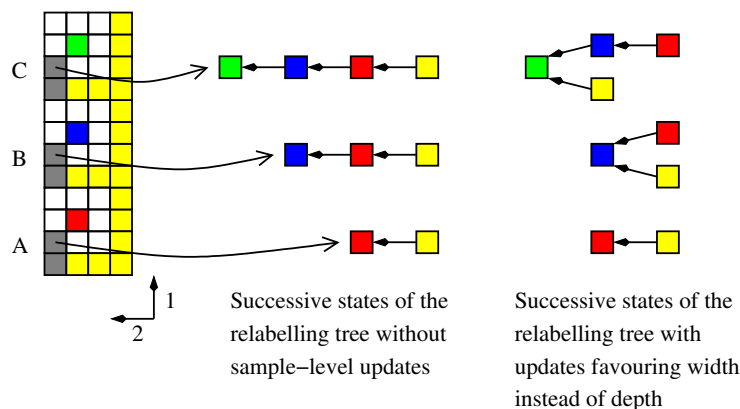 C
B
A
1
2
Successive states of the
relabelling tree without
sample−level updates
Successive states of the
relabelling tree with
updates favouring width
instead of depth